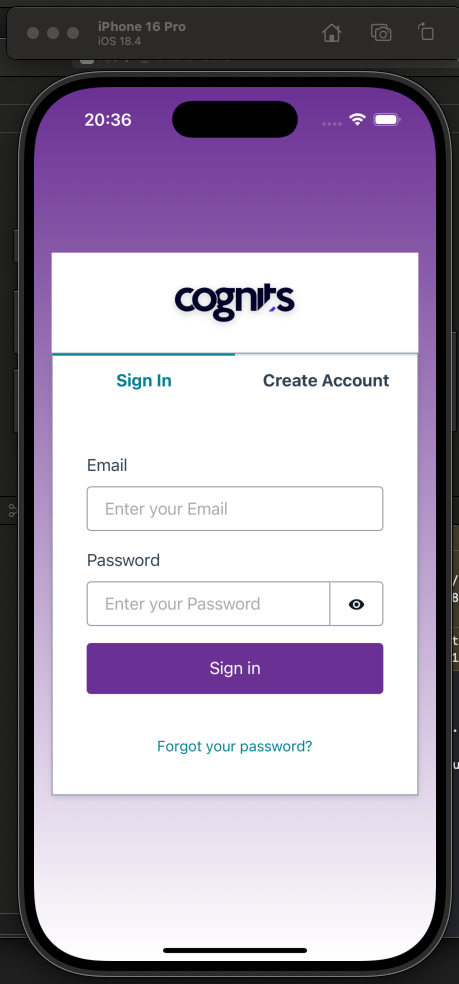 iPhone 16 Pro
iOS 18.4
20:36
cognits
Sign In
Create Account
Email
Enter your Email
Password
Enter your Password
Sign in
Forgot your password?